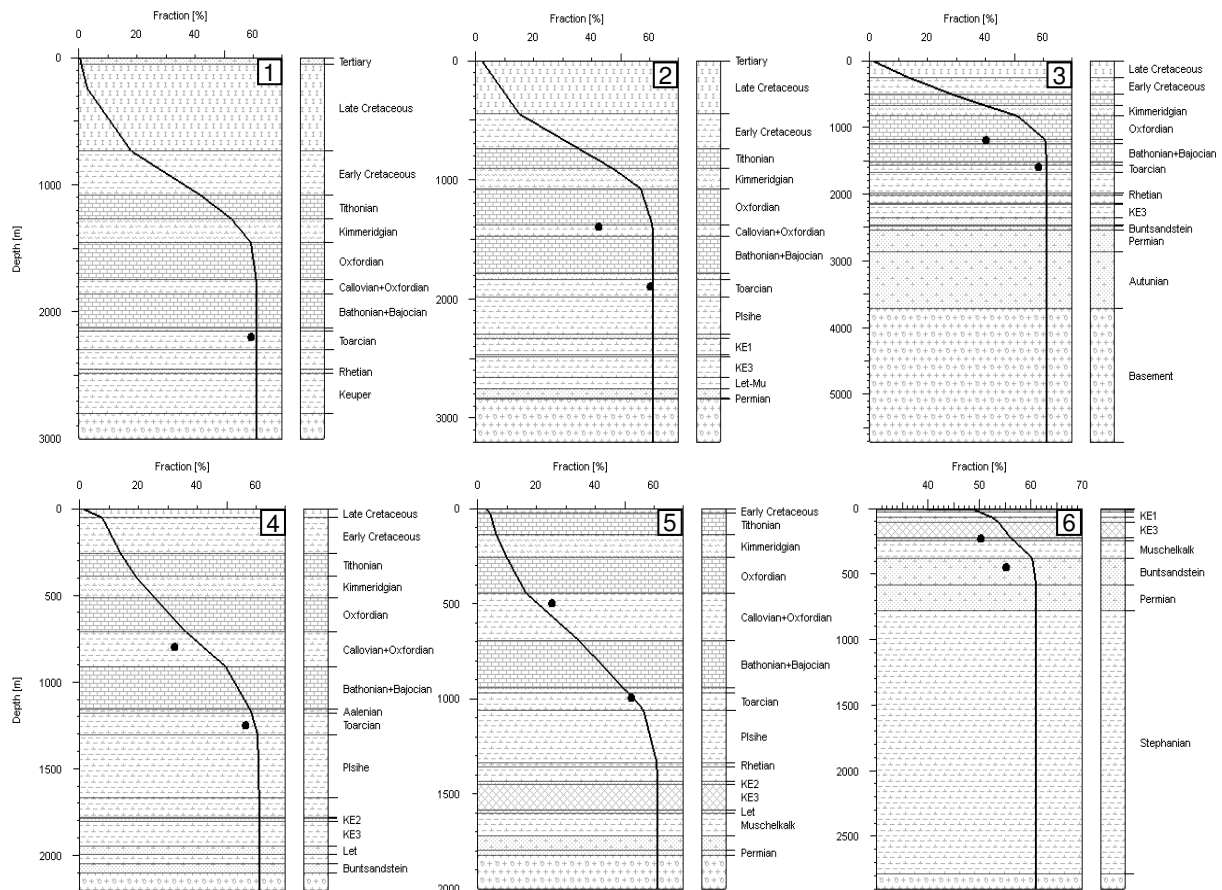 Fraction [%]
0 20 40 60
1
0
1000
2000
3000
Depth [m]
Tertiary
Late Cretaceous
Early Cretaceous
Tithonian
Kimmeridgian
Oxfordian
Callovian+Oxfordian
Bathonian+Bajocian
Toarcian
Rhetian
Keuper
Fraction [%]
0 20 40 60
2
0
1000
2000
3000
Tertiary
Late Cretaceous
Early Cretaceous
Tithonian
Kimmeridgian
Oxfordian
Callovian+Oxfordian
Bathonian+Bajocian
Toarcian
Plsihe
KE1
KE3
Let-Mu
Permian
Fraction [%]
0 20 40 60
3
0
1000
2000
3000
4000
5000
Late Cretaceous
Early Cretaceous
Kimmeridgian
Oxfordian
Bathonian+Bajocian
Toarcian
Rhetian
KE3
Buntsandstein
Permian
Autunian
Basement
Fraction [%]
0 20 40 60
4
0
500
1000
1500
2000
Depth [m]
Late Cretaceous
Early Cretaceous
Tithonian
Kimmeridgian
Oxfordian
Callovian+Oxfordian
Bathonian+Bajocian
Aalenian
Toarcian
Plsihe
KE2
KE3
Let
Buntsandstein
Fraction [%]
0 20 40 60
5
0
500
1000
1500
2000
Early Cretaceous
Tithonian
Kimmeridgian
Oxfordian
Callovian+Oxfordian
Bathonian+Bajocian
Toarcian
Plsihe
Rhetian
KE2
KE3
Let
Muschelkalk
Permian
Fraction [%]
40 50 60 70
6
0
500
1000
1500
2000
2500
KE1
KE3
Muschelkalk
Buntsandstein
Permian
Stephanian